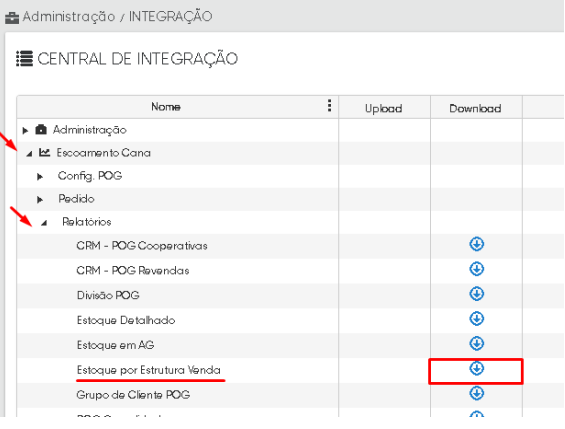 Administração / INTEGRAÇÃO
CENTRAL DE INTEGRAÇÃO
Nome Upload Download
Administração
Escoamento Cana
Config. POG
Pedido
Relatórios
CRM - POG Cooperativas
CRM - POG Revendas
Divisão POG
Estoque Detalhado
Estoque em AG
Estoque por Estrutura Venda
Grupo de Cliente POG